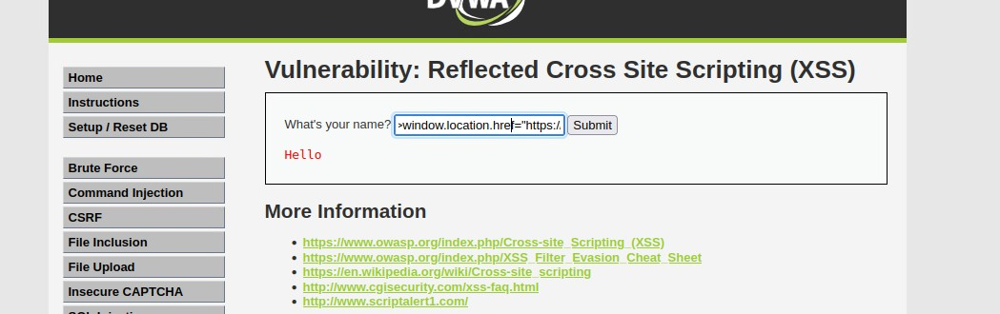 DVWA
Vulnerability: Reflected Cross Site Scripting (XSS)
Home
Instructions
Setup / Reset DB
Brute Force
Command Injection
CSRF
File Inclusion
File Upload
Insecure CAPTCHA
What's your name? >window.location.href="https:/. Submit
Hello
More Information
• https://www.owasp.org/index.php/Cross-site_Scripting_(XSS)
• https://www.owasp.org/index.php/XSS_Filter_Evasion_Cheat_Sheet
• https://en.wikipedia.org/wiki/Cross-site_scripting
• http://www.cgisecurity.com/xss-faq.html
• http://www.scriptalert1.com/